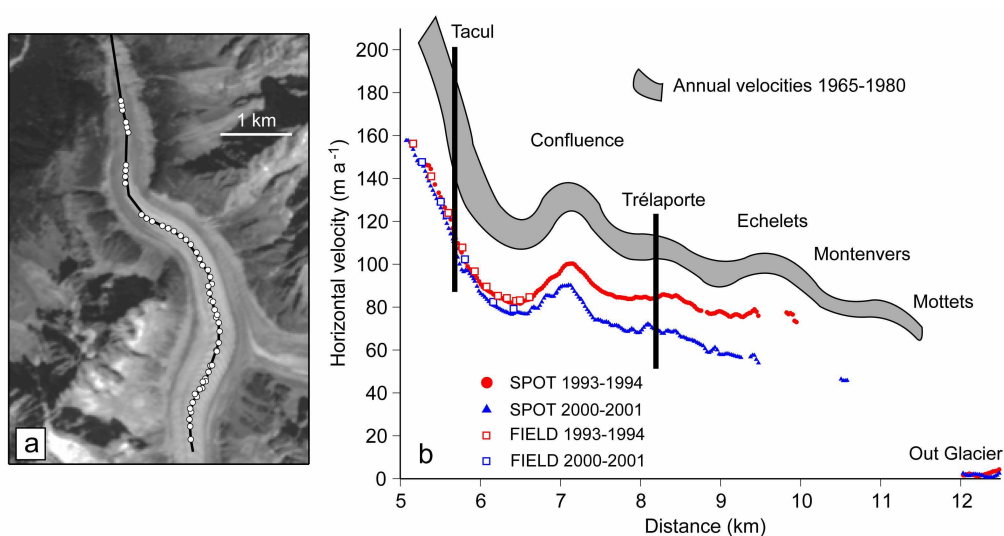 1 km
a
Horizontal velocity (m a⁻¹)
200
180
160
140
120
100
80
60
40
20
0
Tacul
Annual velocities 1965-1980
Confluence
Trélaporte
Echelets
Montenvers
Mottets
SPOT 1993-1994
SPOT 2000-2001
FIELD 1993-1994
FIELD 2000-2001
b
Out Glacier
5 6 7 8 9 10 11 12
Distance (km)